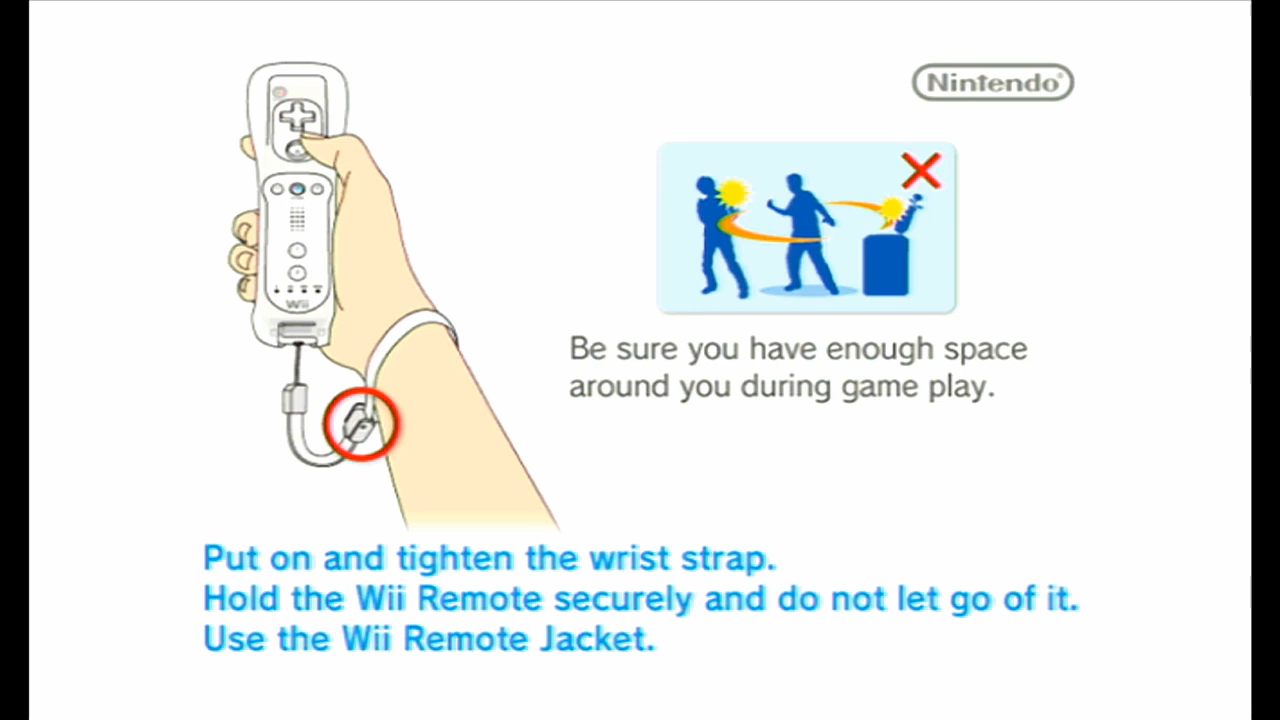 Nintendo®
Be sure you have enough space
around you during game play.
Wii
Put on and tighten the wrist strap.
Hold the Wii Remote securely and do not let go of it.
Use the Wii Remote Jacket.